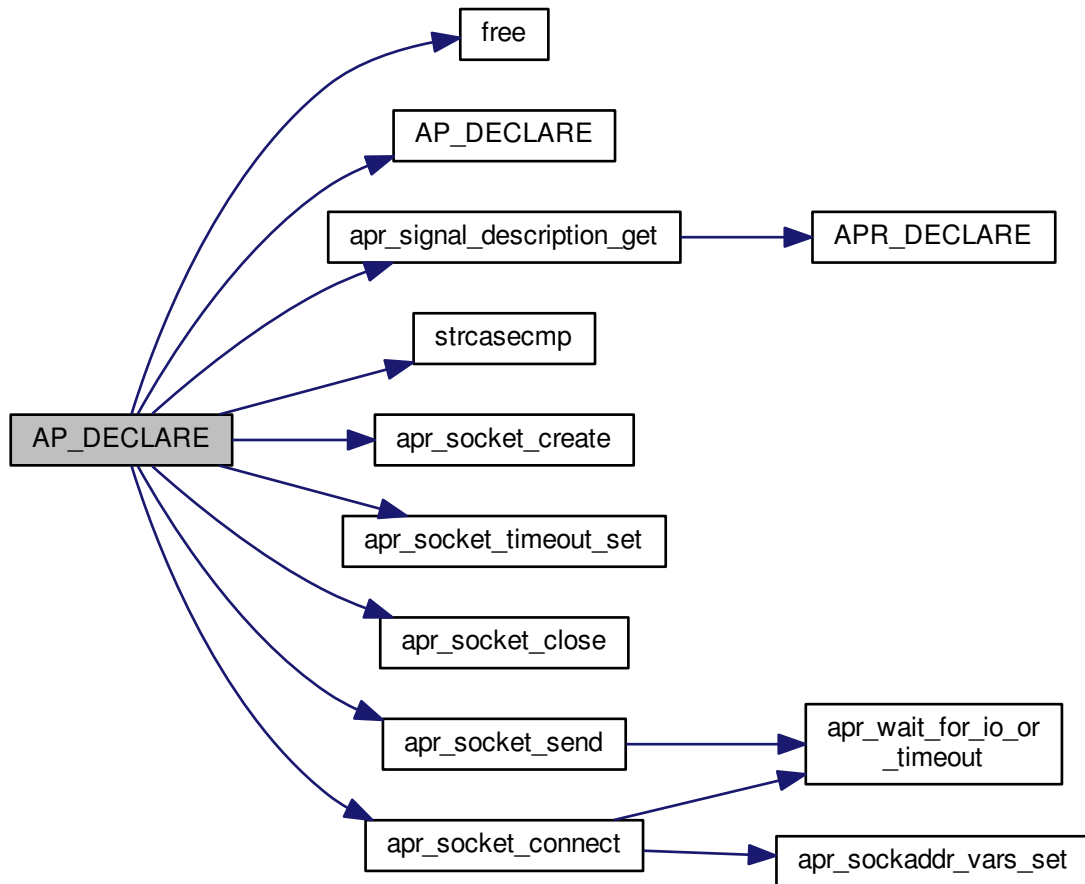 free
AP_DECLARE
apr_signal_description_get
APR_DECLARE
strcasecmp
AP_DECLARE
apr_socket_create
apr_socket_timeout_set
apr_socket_close
apr_socket_send
apr_wait_for_io_or
_timeout
apr_socket_connect
apr_sockaddr_vars_set